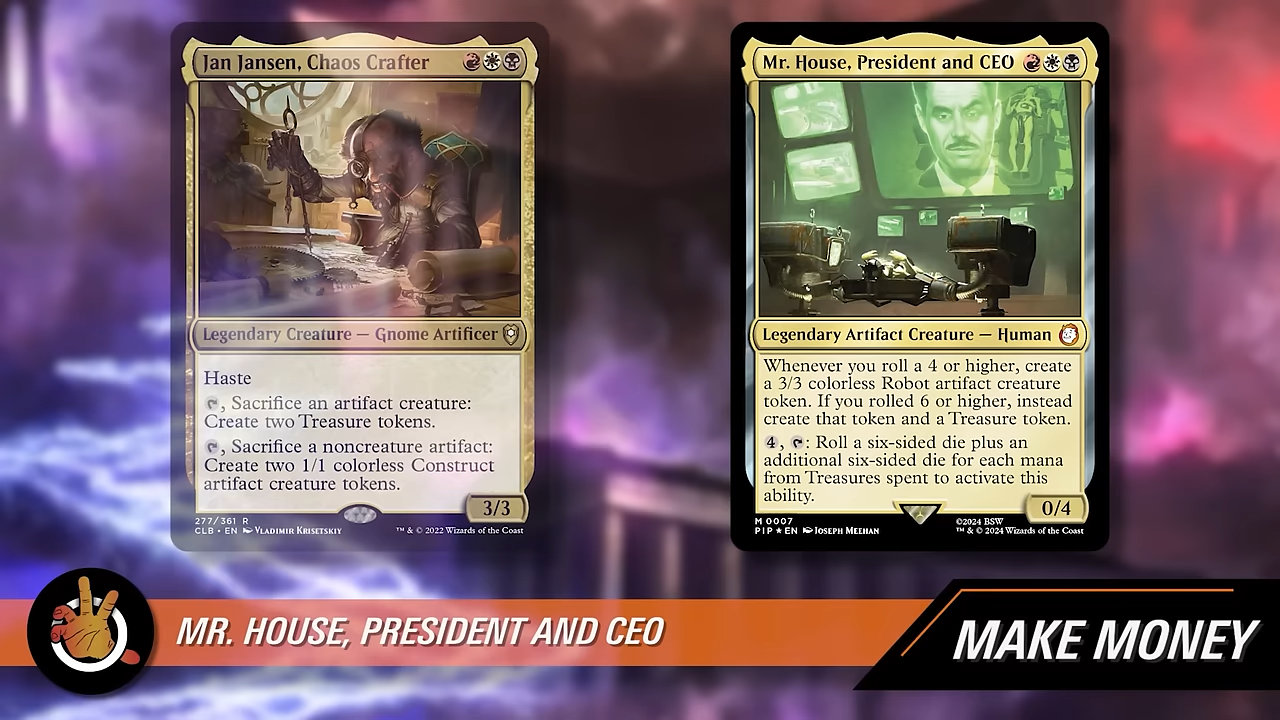 Jan Jansen, Chaos Crafter
Legendary Creature — Gnome Artificer
Haste
, Sacrifice an artifact creature:
Create two Treasure tokens.
, Sacrifice a noncreature artifact:
Create two 1/1 colorless Construct
artifact creature tokens.
3/3
277/361 R
CLB • EN Vladimir Krisetskiy
™ & © 2022 Wizards of the Coast
Mr. House, President and CEO
Legendary Artifact Creature — Human
Whenever you roll a 4 or higher, create
a 3/3 colorless Robot artifact creature
token. If you rolled 6 or higher, instead
create that token and a Treasure token.
4, : Roll a six-sided die plus an
additional six-sided die for each mana
from Treasures spent to activate this
ability.
0/4
M 0007
PIP ★ EN Joseph Meehan
©2024 BSW
™ & © 2024 Wizards of the Coast
MR. HOUSE, PRESIDENT AND CEO
MAKE MONEY